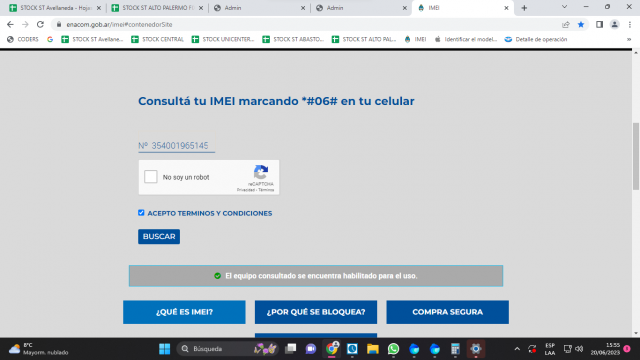 STOCK ST Avellaneda - Hoja
STOCK ST ALTO PALERMO F
Admin
Admin
IMEI
enacom.gob.ar/imei#contenedorSite
CODERS
STOCK ST Avellane...
STOCK CENTRAL
STOCK UNICENTER...
STOCK ST ABASTO...
STOCK ST ALTO PAL...
IMEI
Identificar el model...
Detalle de operación
Consultá tu IMEI marcando *#06# en tu celular
Nº 354001965145
No soy un robot
reCAPTCHA
Privacidad - Términos
ACEPTO TERMINOS Y CONDICIONES
BUSCAR
El equipo consultado se encuentra habilitado para el uso.
¿QUÉ ES IMEI?
¿POR QUÉ SE BLOQUEA?
COMPRA SEGURA
8°C
Mayorm. nublado
Búsqueda
ESP
LAA
15:55
20/06/2023